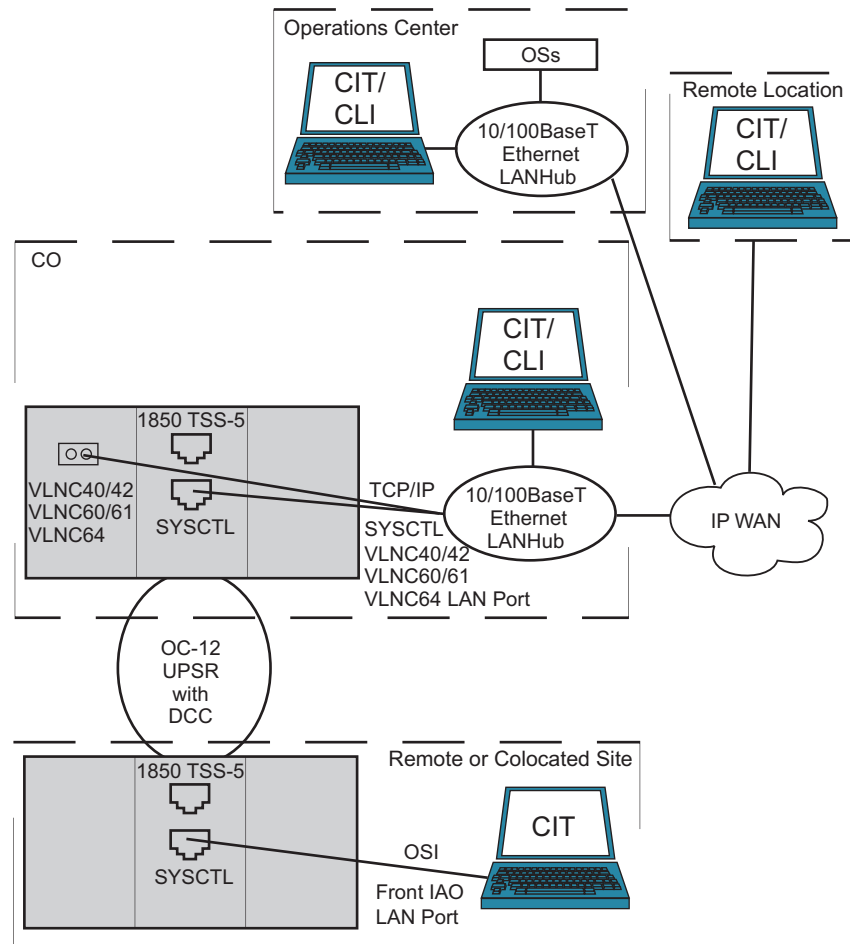 Operations Center
OSs
CIT/
CLI
10/100BaseT
Ethernet
LANHub
Remote Location
CIT/
CLI
CO
CIT/
CLI
1850 TSS-5
VLNC40/42
VLNC60/61
VLNC64
SYSCTL
TCP/IP
SYSCTL
VLNC40/42
VLNC60/61
VLNC64 LAN Port
10/100BaseT
Ethernet
LANHub
IP WAN
OC-12
UPSR
with
DCC
Remote or Colocated Site
1850 TSS-5
SYSCTL
OSI
Front IAO
LAN Port
CIT